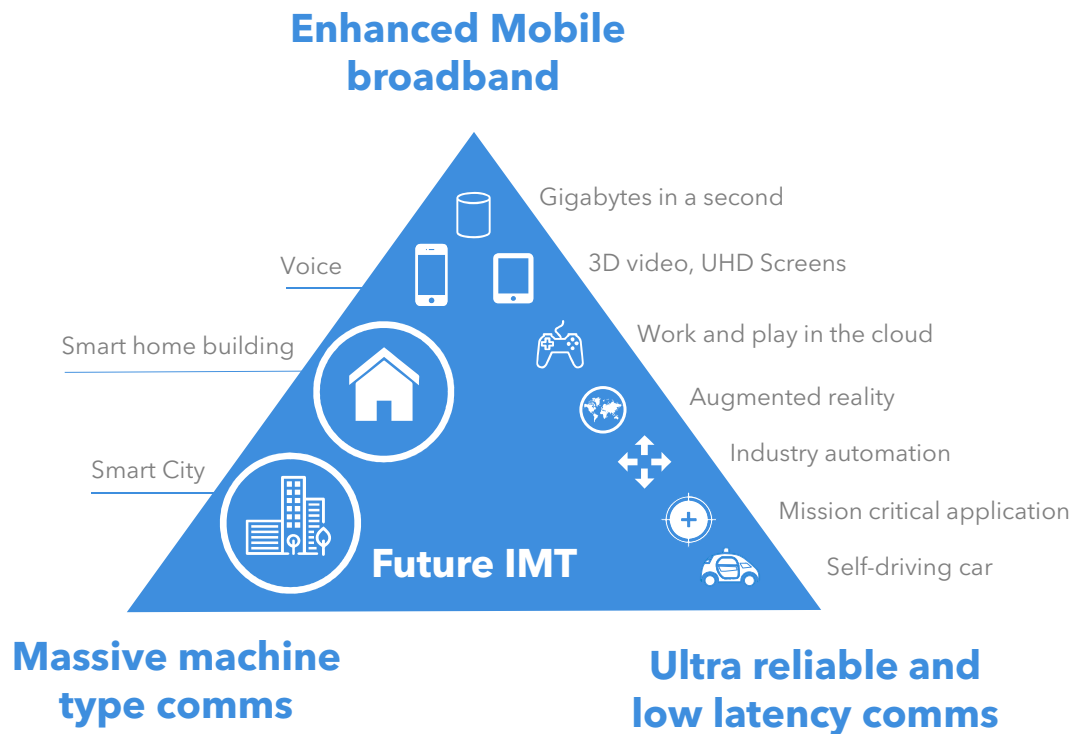 Enhanced Mobile
broadband
Gigabytes in a second
Voice
3D video, UHD Screens
Smart home building
Work and play in the cloud
Augmented reality
Industry automation
Smart City
Mission critical application
Future IMT
Self-driving car
Massive machine
type comms
Ultra reliable and
low latency comms